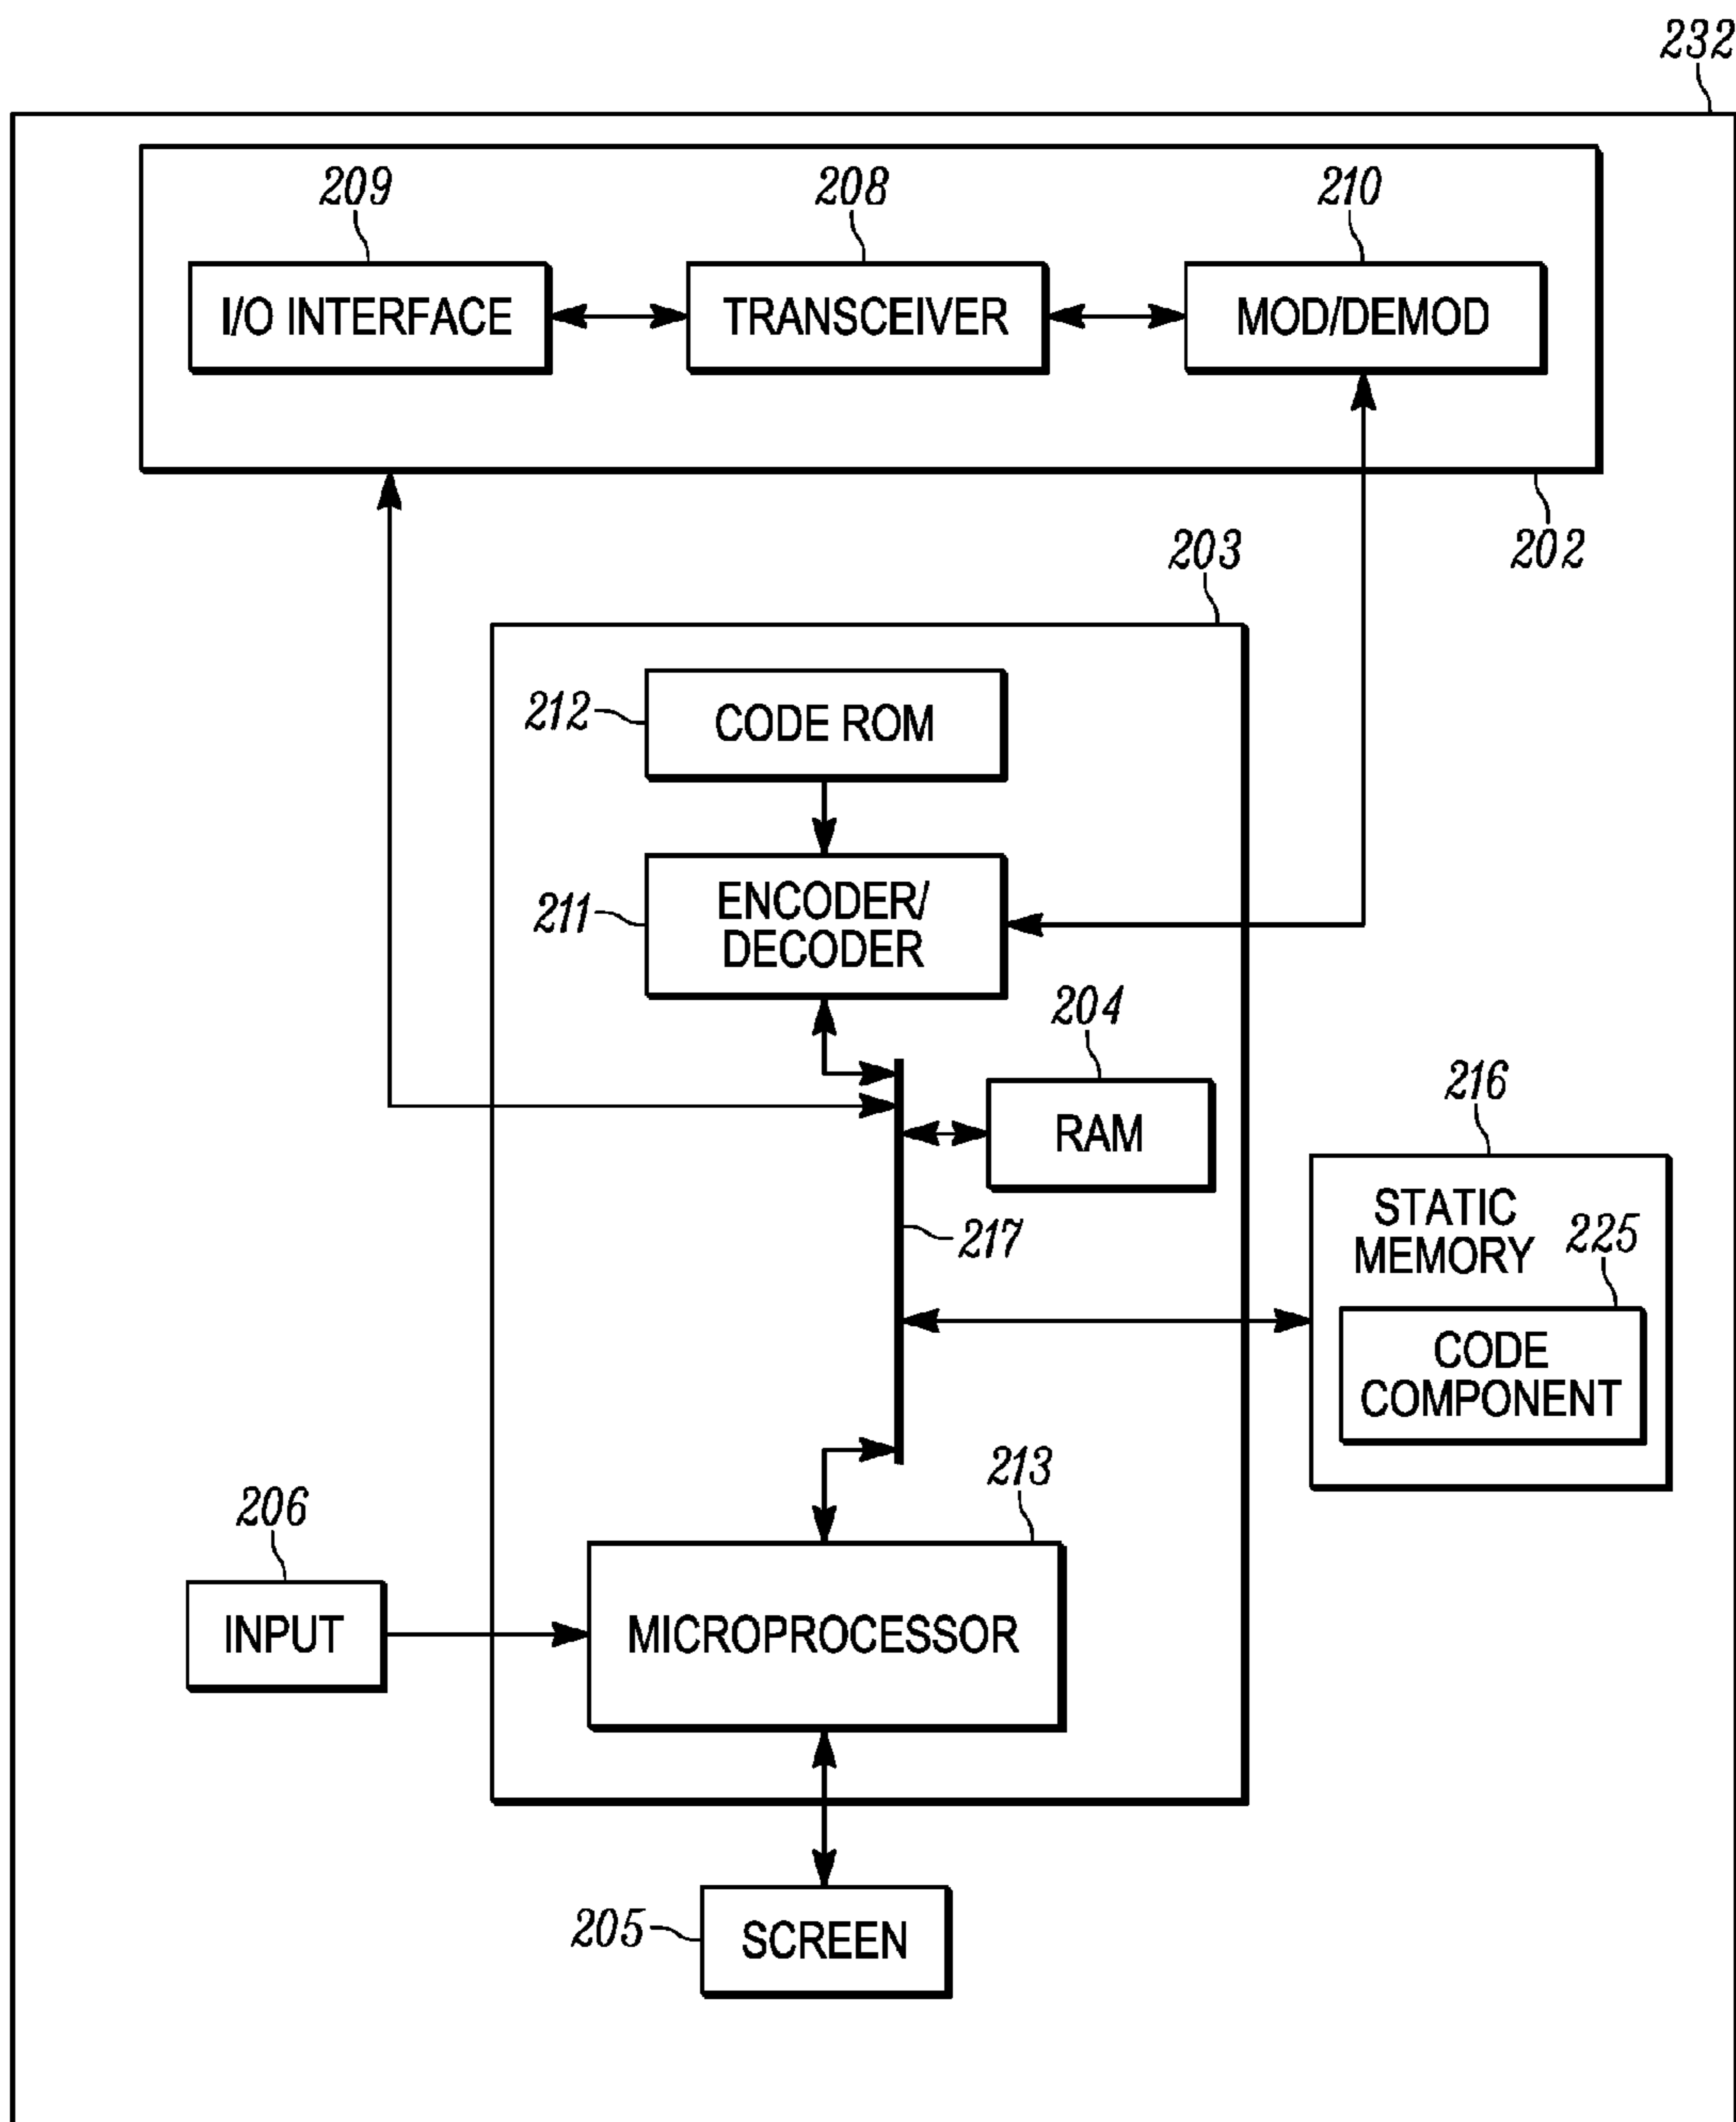 232
209
208
210
I/O INTERFACE
TRANSCEIVER
MOD/DEMOD
202
203
212
CODE ROM
211
ENCODER/
DECODER
204
RAM
217
216
STATIC
MEMORY
225
CODE
COMPONENT
213
206
INPUT
MICROPROCESSOR
205
SCREEN